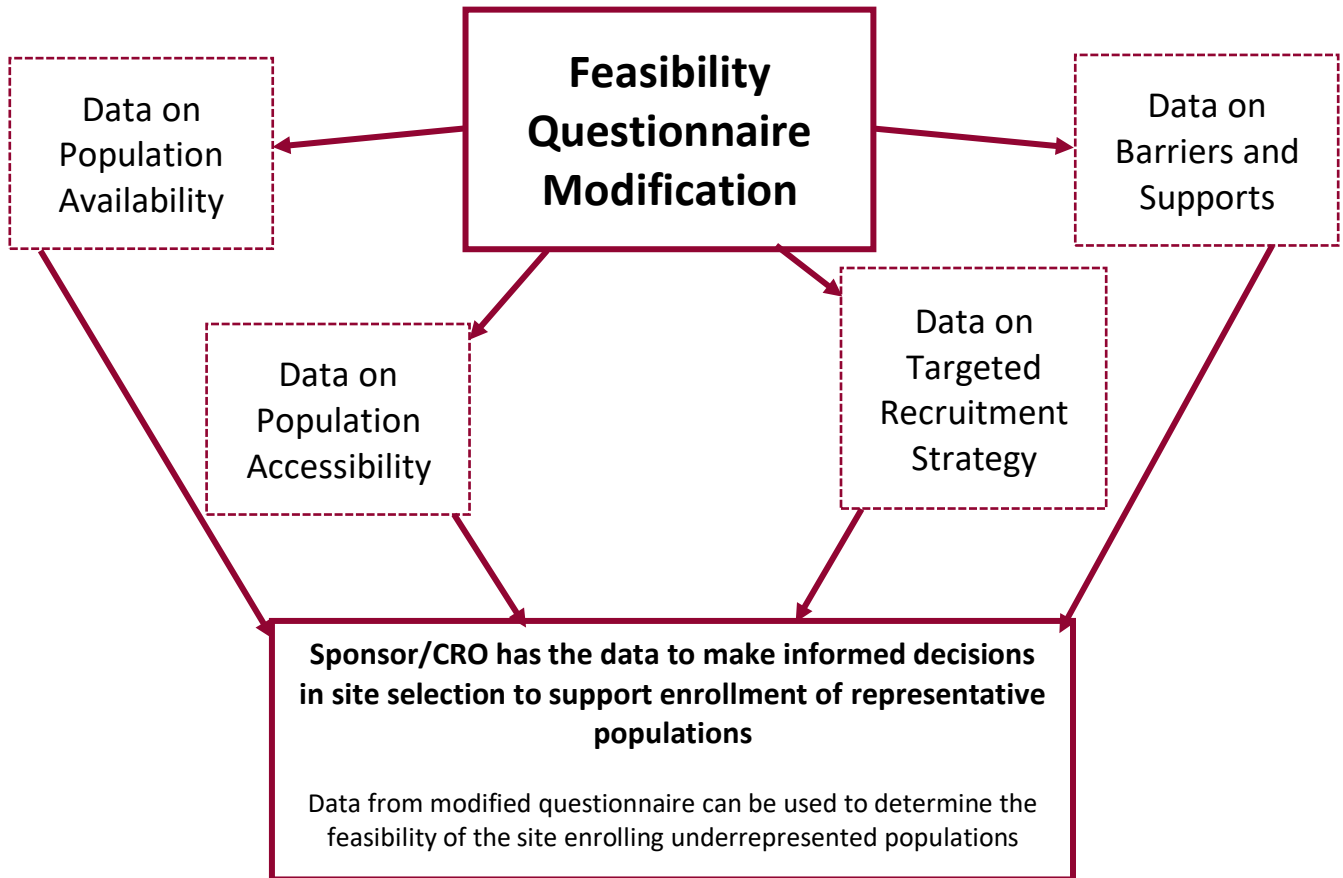 Feasibility
Questionnaire
Modification
Data on
Population
Availability
Data on
Barriers and
Supports
Data on
Population
Accessibility
Data on
Targeted
Recruitment
Strategy
Sponsor/CRO has the data to make informed decisions
in site selection to support enrollment of representative
populations
Data from modified questionnaire can be used to determine the
feasibility of the site enrolling underrepresented populations